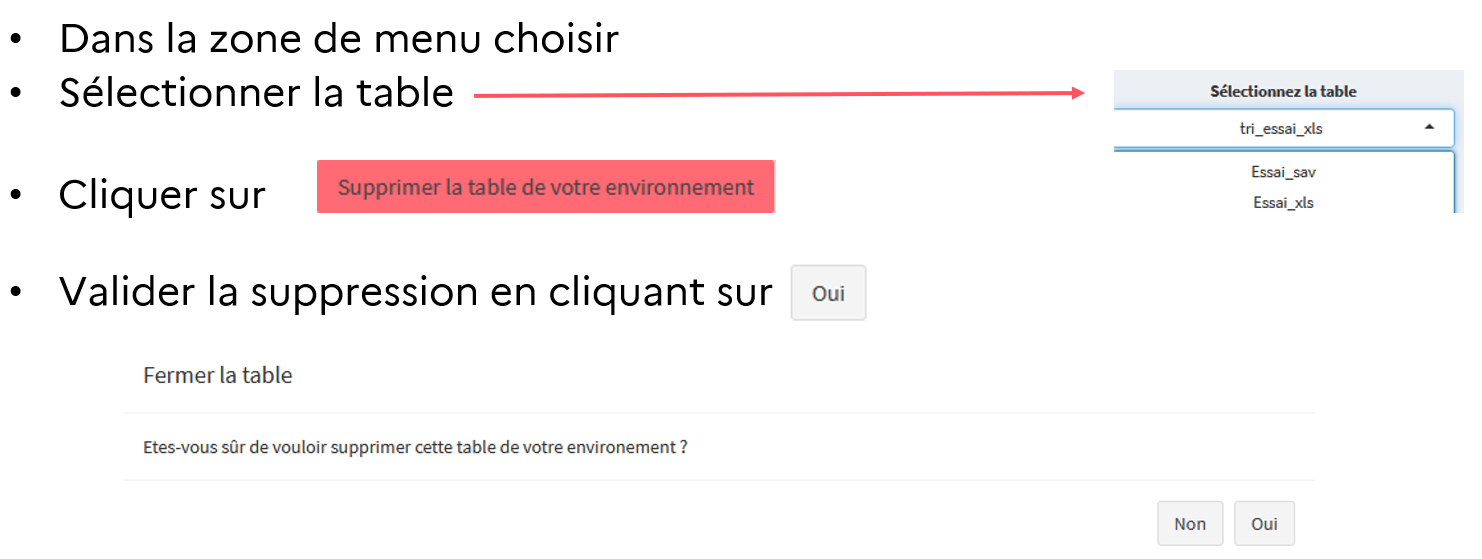 • Dans la zone de menu choisir
• Sélectionner la table
Sélectionnez la table
tri_essai_xls
Essai_sav
Essai_xls
• Cliquer sur Supprimer la table de votre environnement
• Valider la suppression en cliquant sur Oui
Fermer la table
Etes-vous sûr de vouloir supprimer cette table de votre environement ?
Non Oui